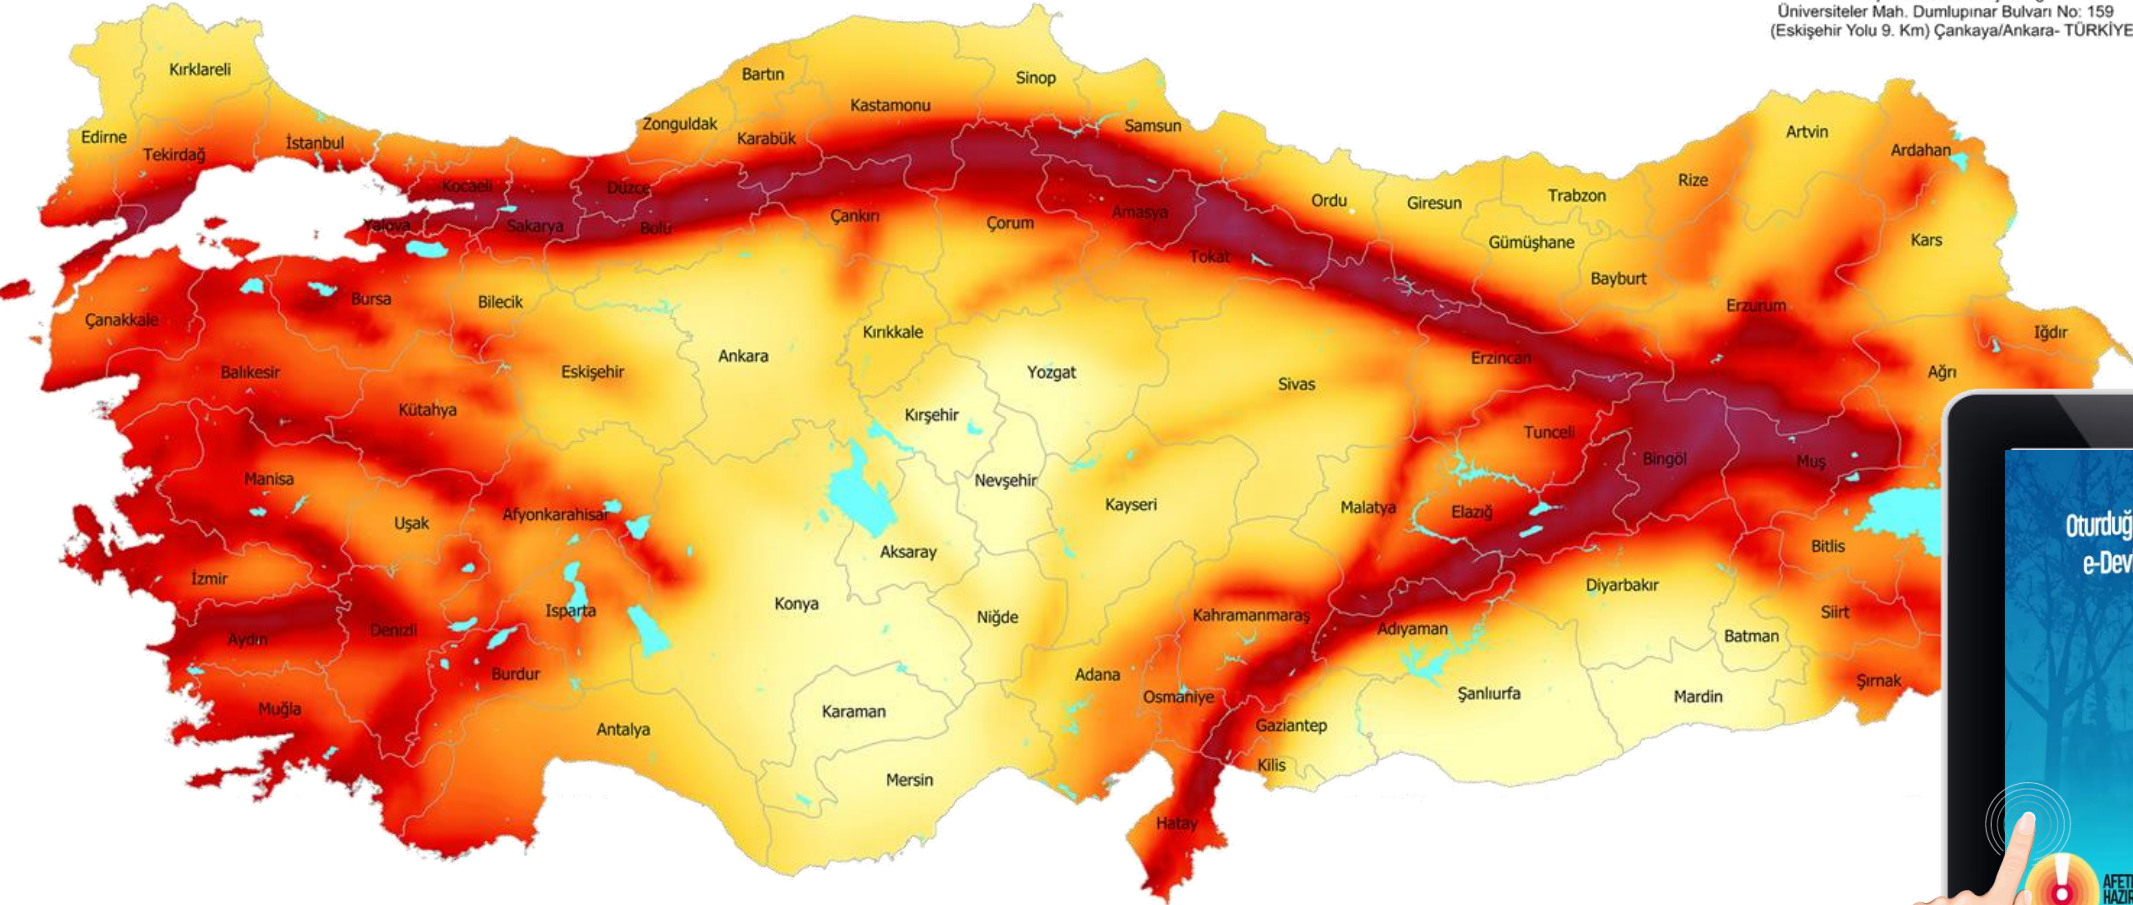 Üniversiteler Mah. Dumlupınar Bulvarı No: 159
(Eskişehir Yolu 9. Km) Çankaya/Ankara- TÜRKİYE
Kırklareli
Bartın
Sinop
Kastamonu
Edirne
Zonguldak
Karabük
Samsun
Artvin
İstanbul
Tekirdağ
Ardahan
Kocaeli
Düzce
Rize
Ordu
Giresun
Trabzon
Yalova
Sakarya
Bolu
Çankırı
Çorum
Amasya
Gümüşhane
Kars
Tokat
Bayburt
Bursa
Bilecik
Erzurum
Çanakkale
Kırıkkale
Iğdır
Ankara
Erzincan
Balıkesir
Eskişehir
Yozgat
Sivas
Ağrı
Kütahya
Kırşehir
Tunceli
Bingöl
Muş
Manisa
Nevşehir
Kayseri
Malatya
Elazığ
Uşak
Afyonkarahisar
Aksaray
Bitlis
İzmir
Isparta
Konya
Niğde
Kahramanmaraş
Diyarbakır
Siirt
Aydın
Denizli
Adıyaman
Batman
Burdur
Adana
Osmaniye
Şanlıurfa
Mardin
Şırnak
Muğla
Antalya
Karaman
Gaziantep
Mersin
Kilis
Hatay
Oturduğ
e-Dev
AFET
HAZIR